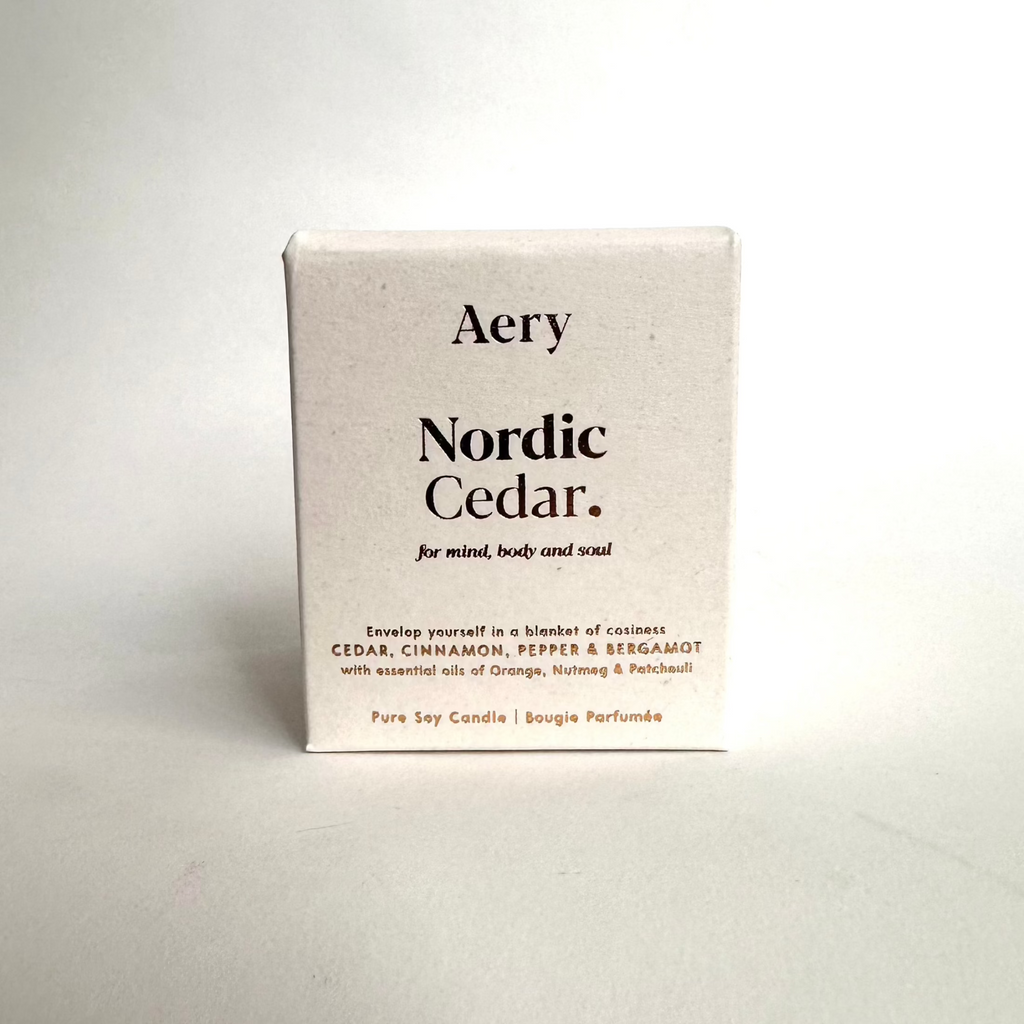 Aery
Nordic
Cedar.
for mind, body and soul
Envelop yourself in a blanket of cosiness
CEDAR, CINNAMON, PEPPER & BERGAMOT
with essential oils of Orange, Nutmeg & Patchouli
Pure Soy Candle | Bougie Parfumée